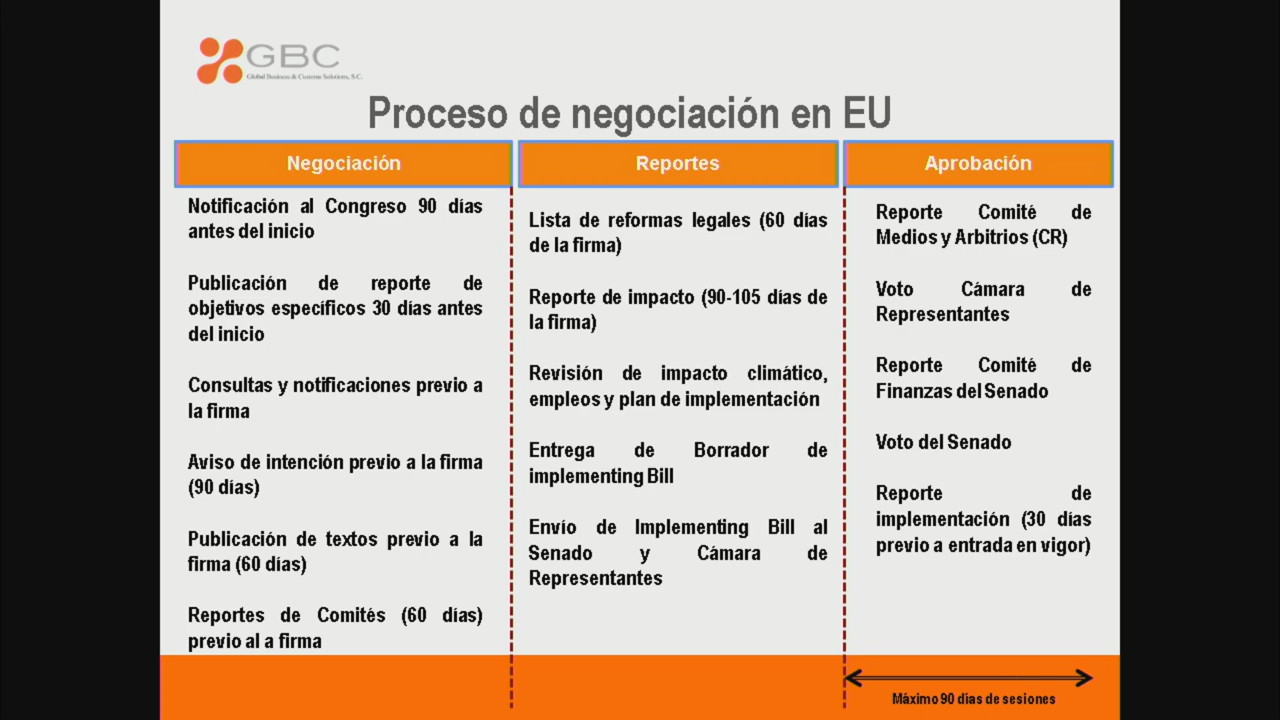 GBC
Global Business & Customs Solutions, S.C.
Proceso de negociación en EU
Negociación
Notificación al Congreso 90 días
antes del inicio
Publicación de reporte de
objetivos específicos 30 días antes
del inicio
Consultas y notificaciones previo a
la firma
Aviso de intención previo a la firma
(90 días)
Publicación de textos previo a la
firma (60 días)
Reportes de Comités (60 días)
previo al a firma
Reportes
Lista de reformas legales (60 días
de la firma)
Reporte de impacto (90-105 días de
la firma)
Revisión de impacto climático,
empleos y plan de implementación
Entrega de Borrador de
implementing Bill
Envío de Implementing Bill al
Senado y Cámara de
Representantes
Aprobación
Reporte Comité de
Medios y Arbitrios (CR)
Voto Cámara de
Representantes
Reporte Comité de
Finanzas del Senado
Voto del Senado
Reporte de
implementación (30 días
previo a entrada en vigor)
Máximo 90 días de sesiones